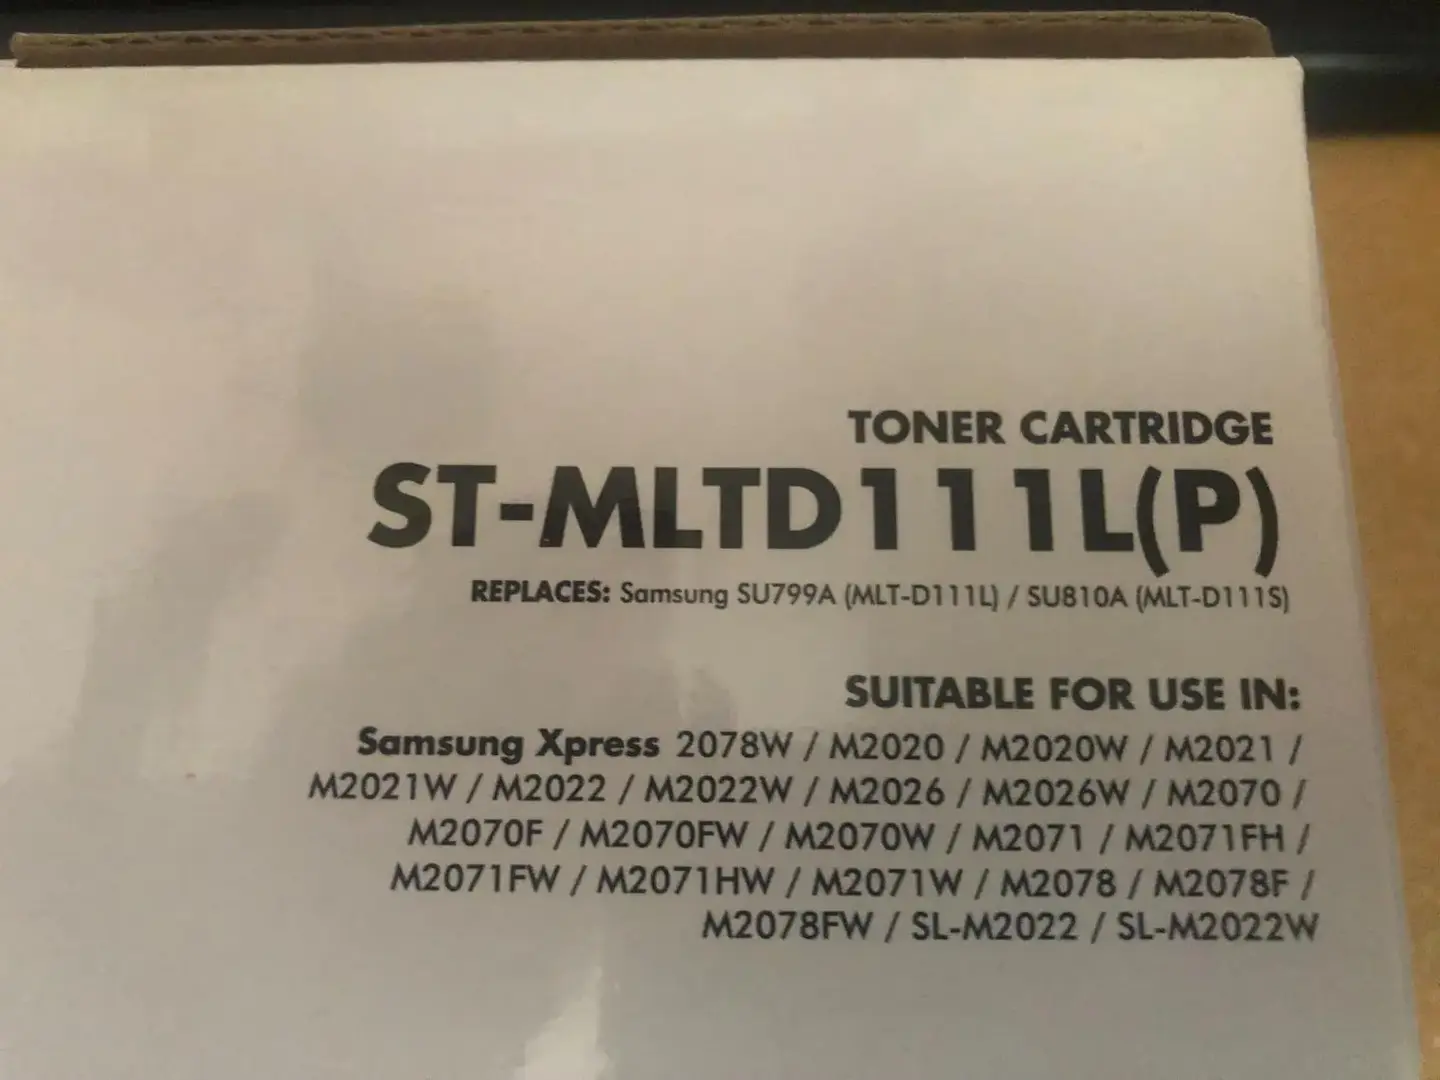 TONER CARTRIDGE
ST-MLTD111L(P)
REPLACES: Samsung SU799A (MLT-D111L) / SU810A (MLT-D111S)
SUITABLE FOR USE IN:
Samsung Xpress 2078W / M2020 / M2020W / M2021 /
M2021W / M2022 / M2022W / M2026 / M2026W / M2070 /
M2070F / M2070FW / M2070W / M2071 / M2071FH /
M2071FW / M2071HW / M2071W / M2078 / M2078F /
M2078FW / SL-M2022 / SL-M2022W